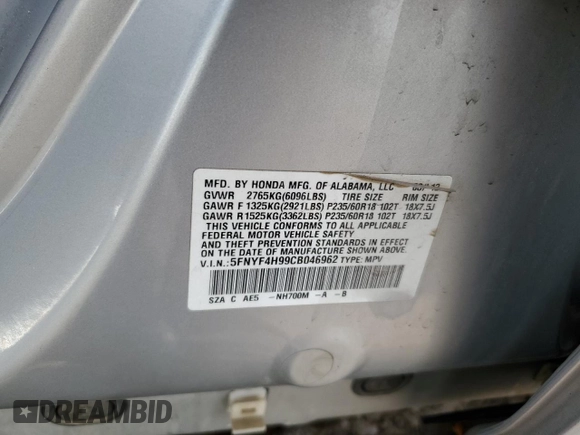 MFD. BY HONDA MFG. OF ALABAMA, LLC
GVWR 2765KG(6096LBS) TIRE SIZE RIM SIZE
GAWR F 1325KG(2921LBS) P235/60R18 102T 18X7.5J
GAWR R 1525KG(3362LBS) P235/60R18 102T 18X7.5J
THIS VEHICLE CONFORMS TO ALL APPLICABLE
FEDERAL MOTOR VEHICLE SAFETY
AND THEFT PREVENTION STANDARDS IN EFFECT
ON THE DATE OF MANUFACTURE SHOWN ABOVE.
V.I.N.: 5FNYF4H99CB046962 TYPE: MPV
SZA C AE5 -NH700M -A -B
DREAMBID